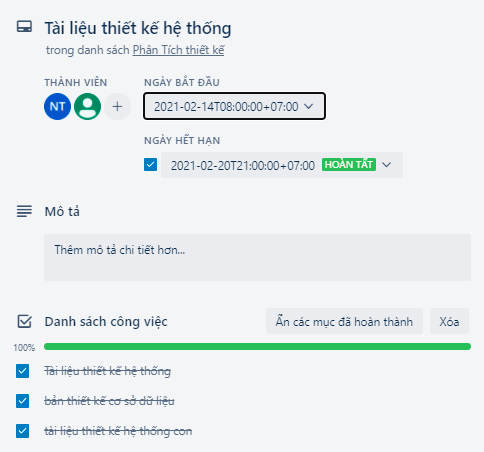 Tài liệu thiết kế hệ thống
trong danh sách Phân Tích thiết kế
THÀNH VIÊN
NT
NGÀY BẮT ĐẦU
2021-02-14T08:00:00+07:00
NGÀY HẾT HẠN
2021-02-20T21:00:00+07:00 HOÀN TẤT
Mô tả
Thêm mô tả chi tiết hơn...
Danh sách công việc
Ẩn các mục đã hoàn thành
Xóa
100%
Tài liệu thiết kế hệ thống
bản thiết kế cơ sở dữ liệu
tài liệu thiết kế hệ thống con